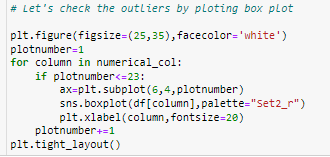 # Let's check the outliers by ploting box plot
plt.figure(figsize=(25,35),facecolor='white')
plotnumber=1
for column in numerical_col:
    if plotnumber<=23:
        ax=plt.subplot(6,4,plotnumber)
        sns.boxplot(df[column],palette="Set2_r")
        plt.xlabel(column,fontsize=20)
    plotnumber+=1
plt.tight_layout()